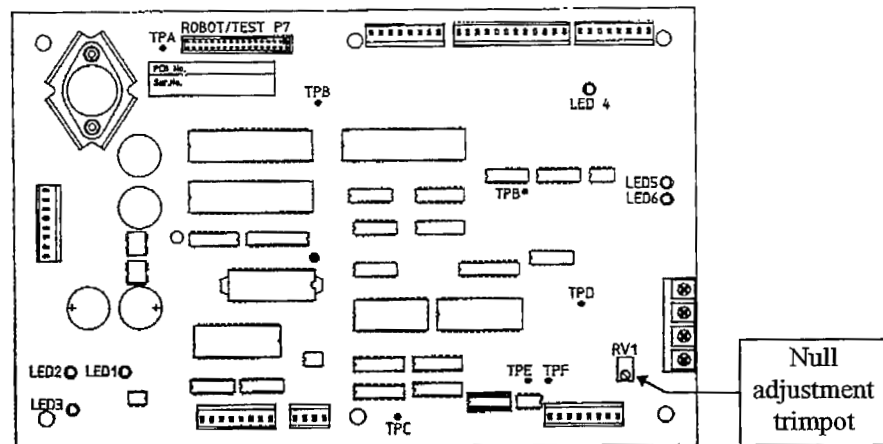 ROBOT/TEST P7
TPA
PCB No.
Ser.No.
TPB
LED 4
TPB
LED5
LED6
TPD
RV1
Null
adjustment
trimpot
LED2
LED1
TPE
TPF
LED3
TPC